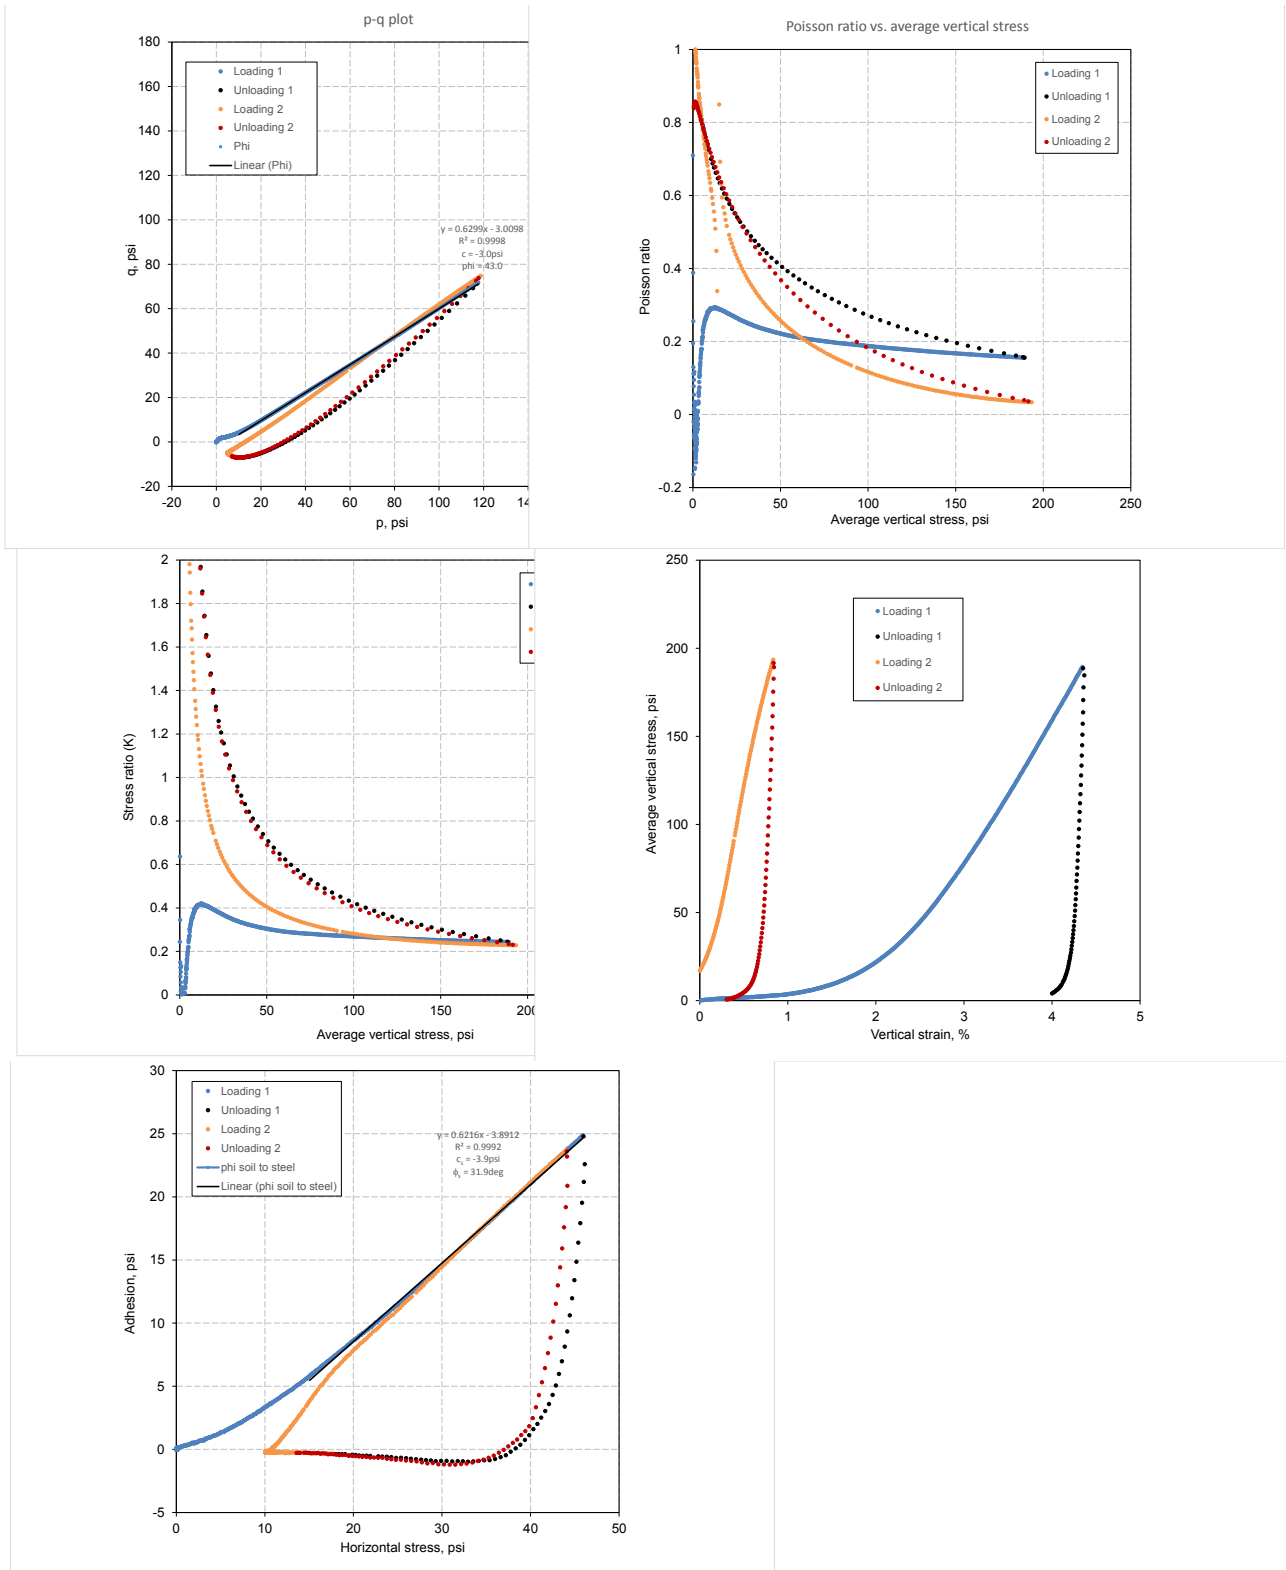 p-q plot
180
160
140
120
100
80
60
40
20
0
-20
-20
0
20
40
60
80
100
120
14
q, psi
p, psi
Loading 1
Unloading 1
Loading 2
Unloading 2
Phi
Linear (Phi)
y = 0.6299x - 3.0098
R² = 0.9998
c = -3.0psi
phi = 43.0
Poisson ratio vs. average vertical stress
1
0.8
0.6
0.4
0.2
0
-0.2
0
50
100
150
200
250
Poisson ratio
Average vertical stress, psi
Loading 1
Unloading 1
Loading 2
Unloading 2
2
1.8
1.6
1.4
1.2
1
0.8
0.6
0.4
0.2
0
0
50
100
150
200
Stress ratio (K)
Average vertical stress, psi
250
200
150
100
50
0
0
1
2
3
4
5
Average vertical stress, psi
Vertical strain, %
Loading 1
Unloading 1
Loading 2
Unloading 2
30
25
20
15
10
5
0
-5
0
10
20
30
40
50
Adhesion, psi
Horizontal stress, psi
Loading 1
Unloading 1
Loading 2
Unloading 2
phi soil to steel
Linear (phi soil to steel)
y = 0.6216x - 3.8912
R² = 0.9992
cₛ = -3.9psi
ϕₛ = 31.9deg